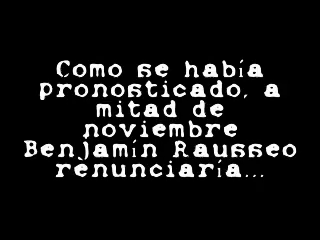 Como se había
pronosticado, a
mitad de
noviembre
Benjamín Rausseo
renunciaría...